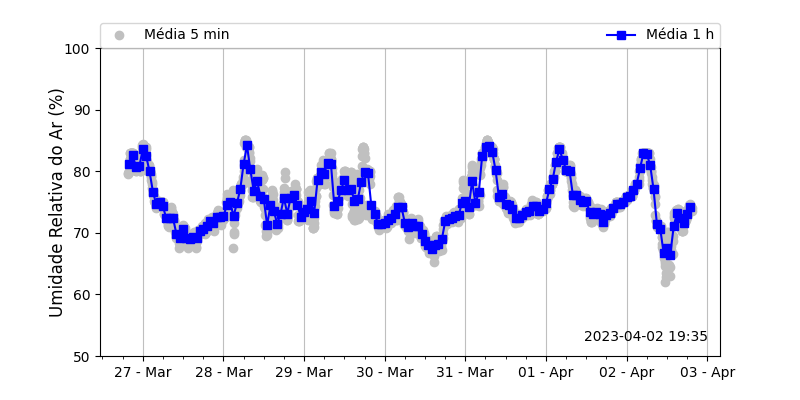 Média 5 min
Média 1 h
Umidade Relativa do Ar (%)
100
90
80
70
60
50
2023-04-02 19:35
27 - Mar
28 - Mar
29 - Mar
30 - Mar
31 - Mar
01 - Apr
02 - Apr
03 - Apr